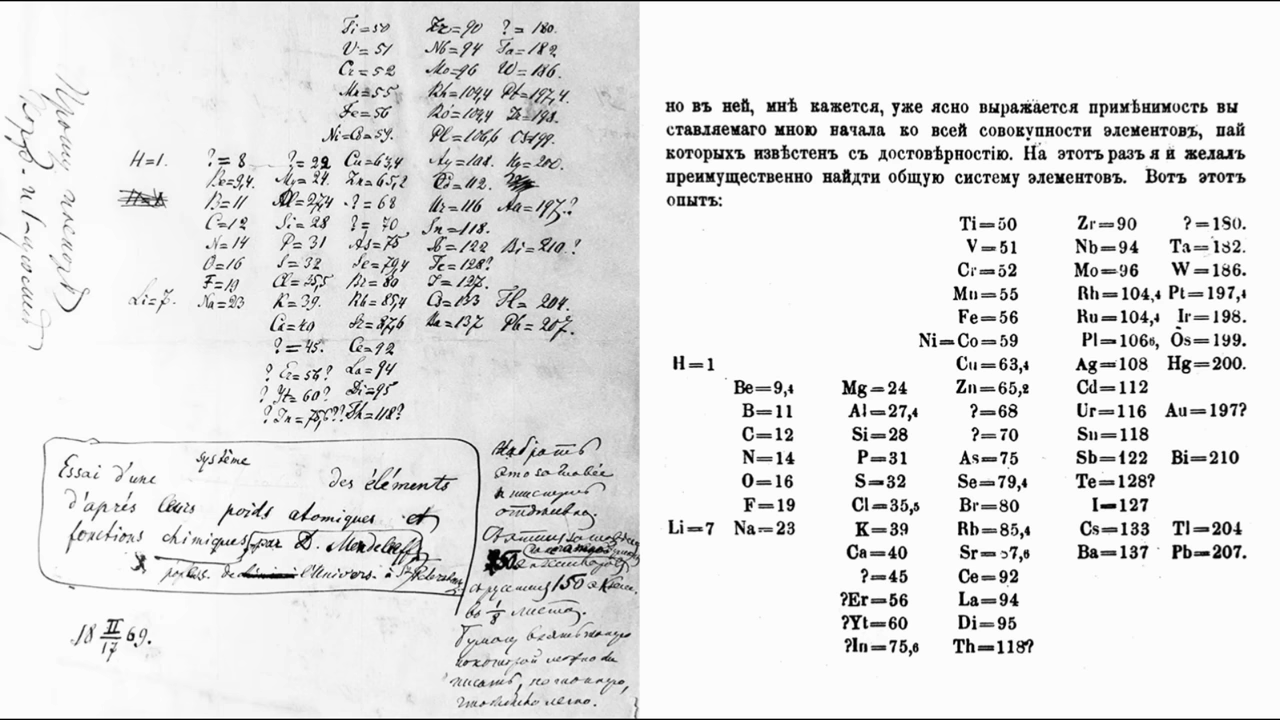 Ti=50 Zr=90 ?=180.
V=51 Nb=94 Ta=182
Cr=52 Mo=96 W=186.
Mn=55 Rh=104,4 Pt=197,4.
Fe=56 Ru=104,4 Ir=198.
Ni=Co=59. Pl=106,6 Os=199.
H=1. ?=8 ?=22 Cu=63,4 Ag=108. Hg=200.
Be=9,4. Mg=24. Zn=65,2 Cd=112.
B=11 Al=27,4 ?=68 Ur=116 Au=197?
C=12 Si=28 ?=70 Sn=118.
N=14 P=31 As=75 Sb=122 Bi=210?
O=16 S=32 Se=79,4 Te=128?
F=19 Cl=35,5 Br=80 J=127.
Li=7. Na=23 K=39. Rb=85,4 Cs=133 Tl=204.
Ca=40 Sr=87,6 Ba=137 Pb=207.
?=45. Ce=92
?Er=56? La=94
?Yt=60? Di=95
?In=75,6?? Th=118?
Essai d'une système des éléments
d'après leurs poids atomiques et
fonctions chimiques par D. Mendeleeff
profess. de l'Univers. à
18 II/17 69.
но въ ней, мнѣ кажется, уже ясно выражается примѣнимость вы
ставляемаго мною начала ко всей совокупности элементовъ, пай
которыхъ извѣстенъ съ достовѣрностію. На этотъ разъ я и желалъ
преимущественно найдти общую систему элементовъ. Вотъ этотъ
опытъ:
Ti=50 Zr=90 ?=180.
V=51 Nb=94 Ta=182.
Cr=52 Mo=96 W=186.
Mn=55 Rh=104,4 Pt=197,4
Fe=56 Ru=104,4 Ir=198.
Ni=Co=59 Pl=1066, Os=199.
H=1 Cu=63,4 Ag=108 Hg=200.
Be=9,4 Mg=24 Zn=65,2 Cd=112
B=11 Al=27,4 ?=68 Ur=116 Au=197?
C=12 Si=28 ?=70 Sn=118
N=14 P=31 As=75 Sb=122 Bi=210
O=16 S=32 Se=79,4 Te=128?
F=19 Cl=35,5 Br=80 I=127
Li=7 Na=23 K=39 Rb=85,4 Cs=133 Tl=204
Ca=40 Sr=87,6 Ba=137 Pb=207.
?=45 Ce=92
?Er=56 La=94
?Yt=60 Di=95
?In=75,6 Th=118?